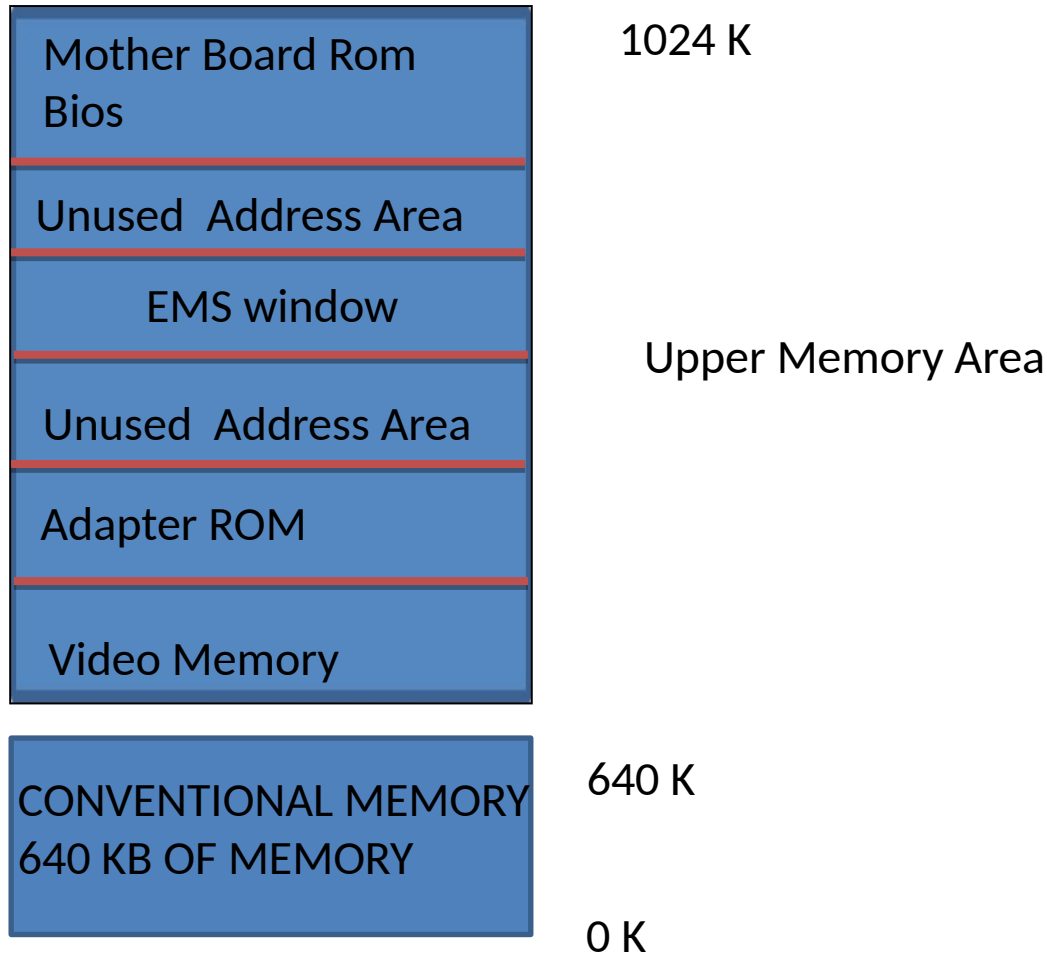 Mother Board Rom
Bios
1024 K
Unused  Address Area
EMS window
Upper Memory Area
Unused  Address Area
Adapter ROM
Video Memory
640 K
CONVENTIONAL MEMORY
640 KB OF MEMORY
0 K